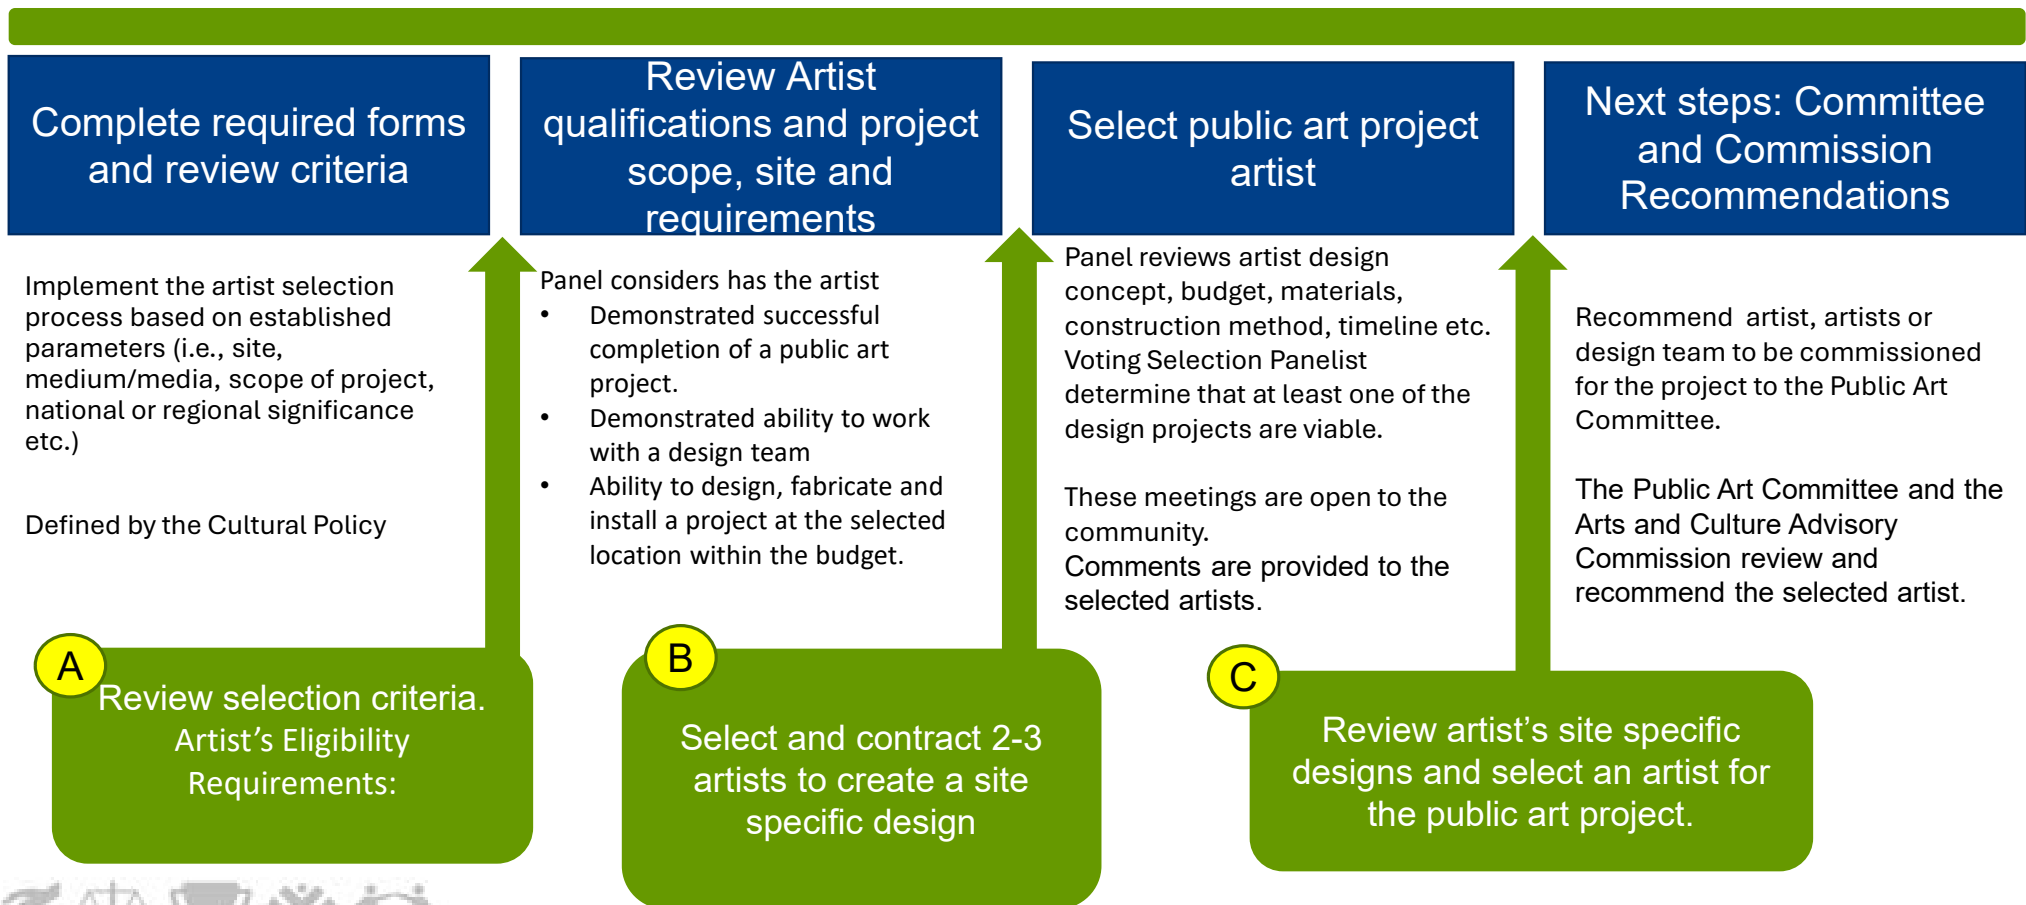 Complete required forms
and review criteria
Review Artist
qualifications and project
scope, site and
requirements
Select public art project
artist
Next steps: Committee
and Commission
Recommendations
Implement the artist selection
process based on established
parameters (i.e., site,
medium/media, scope of project,
national or regional significance
etc.)
Defined by the Cultural Policy
Panel considers has the artist
• Demonstrated successful
completion of a public art
project.
• Demonstrated ability to work
with a design team
• Ability to design, fabricate and
install a project at the selected
location within the budget.
Panel reviews artist design
concept, budget, materials,
construction method, timeline etc.
Voting Selection Panelist
determine that at least one of the
design projects are viable.
These meetings are open to the
community.
Comments are provided to the
selected artists.
Recommend artist, artists or
design team to be commissioned
for the project to the Public Art
Committee.
The Public Art Committee and the
Arts and Culture Advisory
Commission review and
recommend the selected artist.
A
Review selection criteria.
Artist’s Eligibility
Requirements:
B
Select and contract 2-3
artists to create a site
specific design
C
Review artist’s site specific
designs and select an artist for
the public art project.